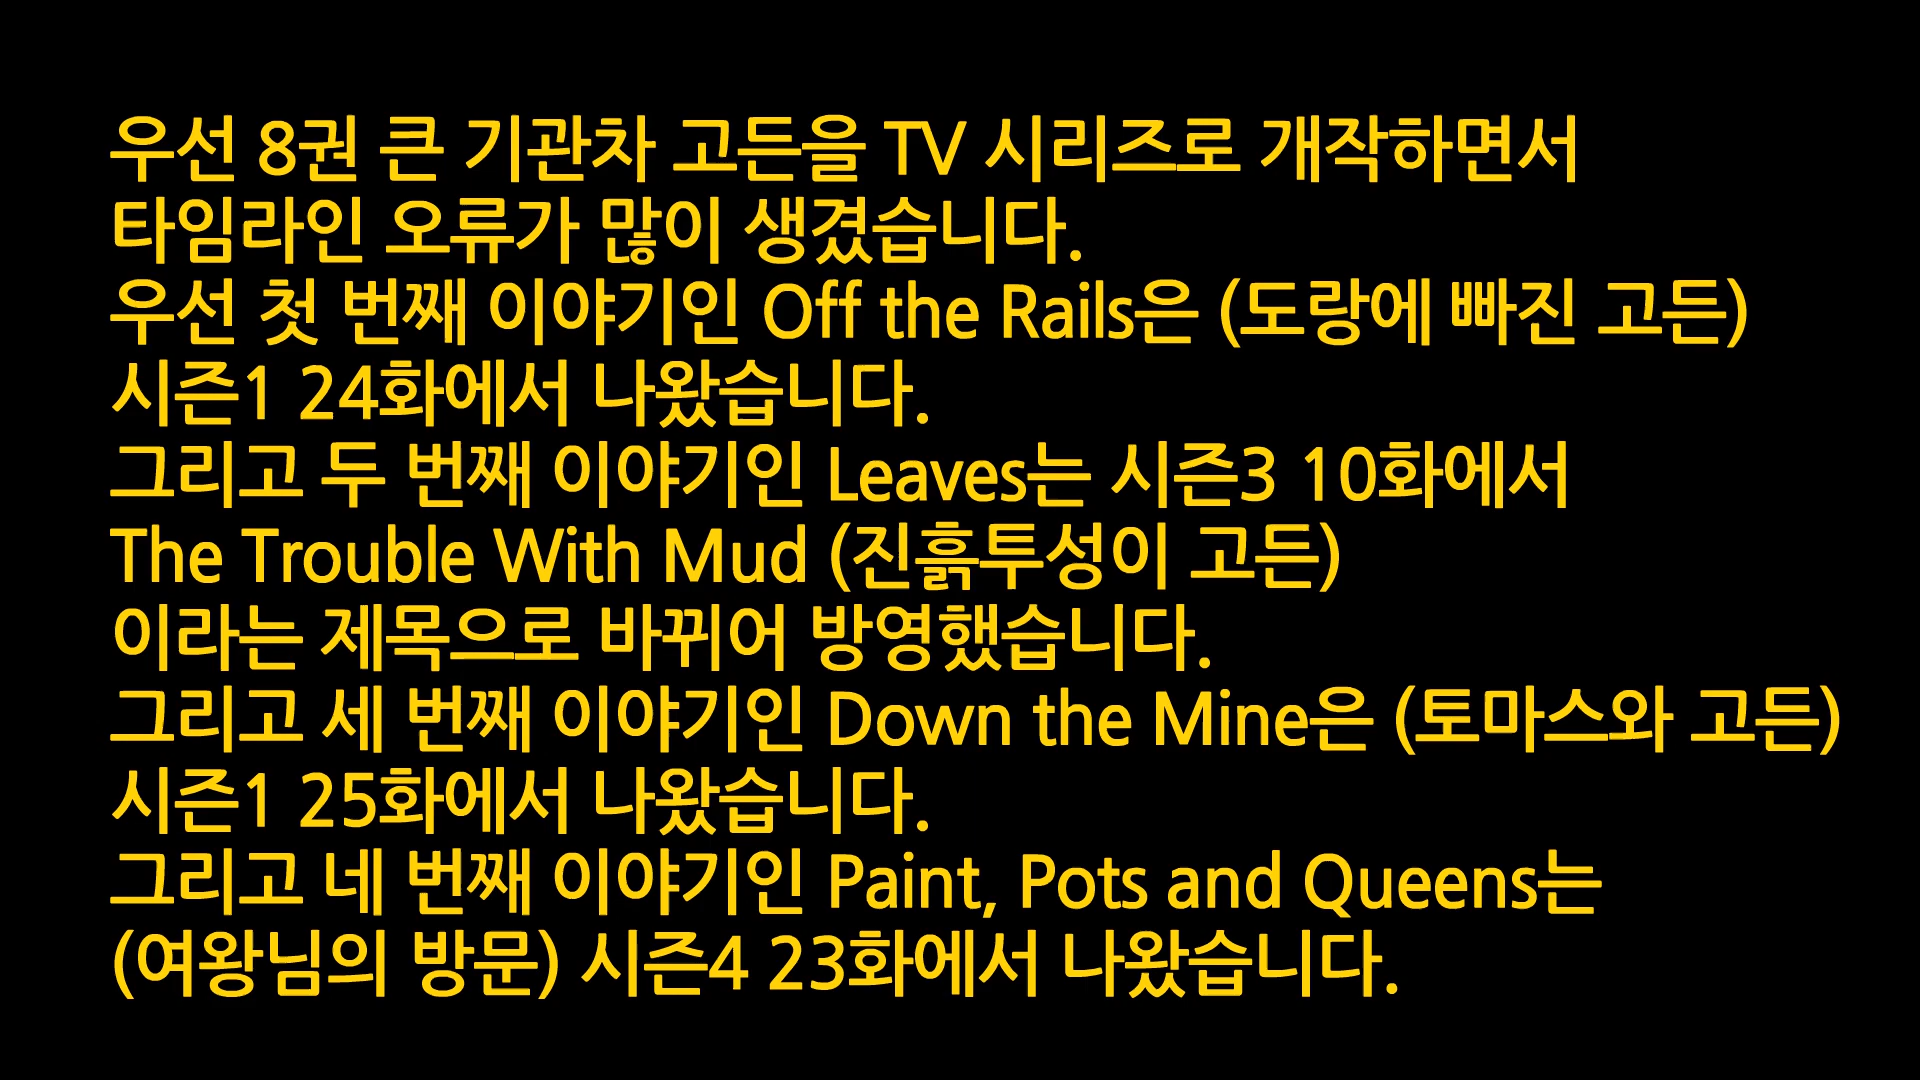 우선 8권 큰 기관차 고든을 TV 시리즈로 개작하면서
타임라인 오류가 많이 생겼습니다.
우선 첫 번째 이야기인 Off the Rails은 (도랑에 빠진 고든)
시즌1 24화에서 나왔습니다.
그리고 두 번째 이야기인 Leaves는 시즌3 10화에서
The Trouble With Mud (진흙투성이 고든)
이라는 제목으로 바뀌어 방영했습니다.
그리고 세 번째 이야기인 Down the Mine은 (토마스와 고든)
시즌1 25화에서 나왔습니다.
그리고 네 번째 이야기인 Paint, Pots and Queens는
(여왕님의 방문) 시즌4 23화에서 나왔습니다.